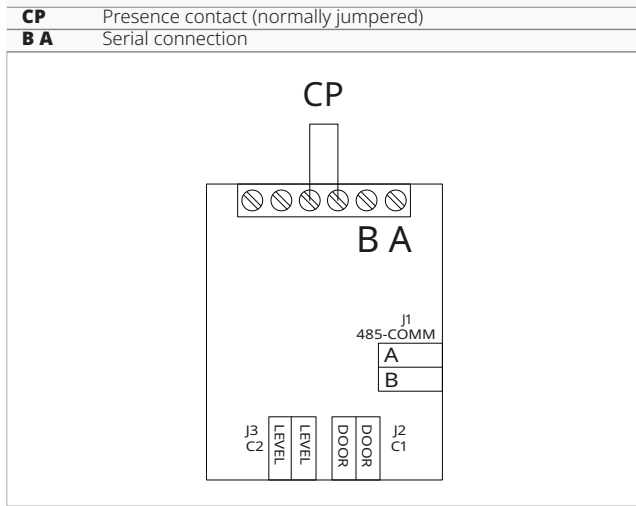 CP Presence contact (normally jumpered)
B A Serial connection
CP
B A
J1
485-COMM
A
B
J3
C2
LEVEL
LEVEL
DOOR
DOOR
J2
C1